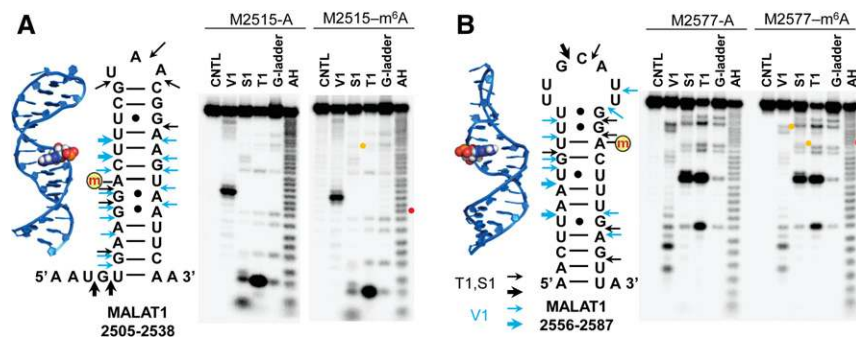 A
M2515-A
M2515–m⁶A
CNTL
V1
S1
T1
G-ladder
AH
CNTL
V1
S1
T1
G-ladder
AH
A
U A
G C
C G
U G
U A
U A
C G
m A U
G A
G A
A U
A U
G C
5' A A U G U A A 3'
MALAT1
2505-2538
B
M2577-A
M2577–m⁶A
CNTL
V1
S1
T1
G-ladder
AH
CNTL
V1
S1
T1
G-ladder
AH
G C
U A
U U
U U
U G
U G
U A m
G C
U U
A U
A U
U G
U A
C G
A U
5' A U A 3'
T1,S1
V1
MALAT1
2556-2587